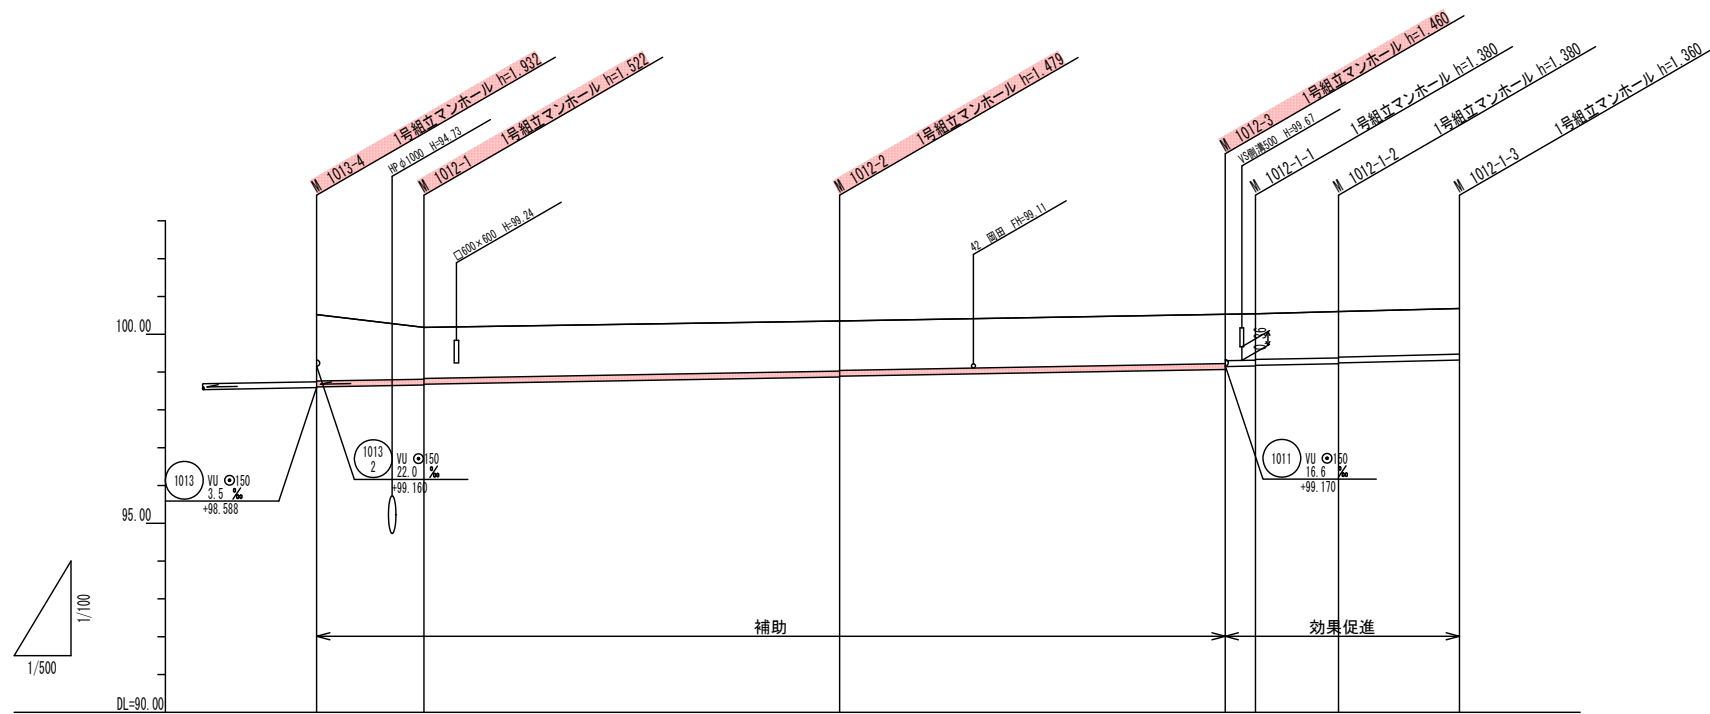 M 1013-4 1号組立マンホール h=1.932
HPφ1000 H=94.73
M 1012-1 1号組立マンホール h=1.522
□600×600 H=99.24
M 1012-2 1号組立マンホール h=1.479
42 岡田 FH=99.11
M 1012-3 1号組立マンホール h=1.460
VS側溝500 H=99.67
M 1012-1-1 1号組立マンホール h=1.380
M 1012-1-2 1号組立マンホール h=1.380
M 1012-1-3 1号組立マンホール h=1.360
100.00
95.00
DL=90.00
0.36
1013
VU ⦿150
3.5 ‰
+98.588
1013
2
VU ⦿150
22.0 ‰
+99.160
1011
VU ⦿150
16.6 ‰
+99.170
補助
効果促進
1/100
1/500